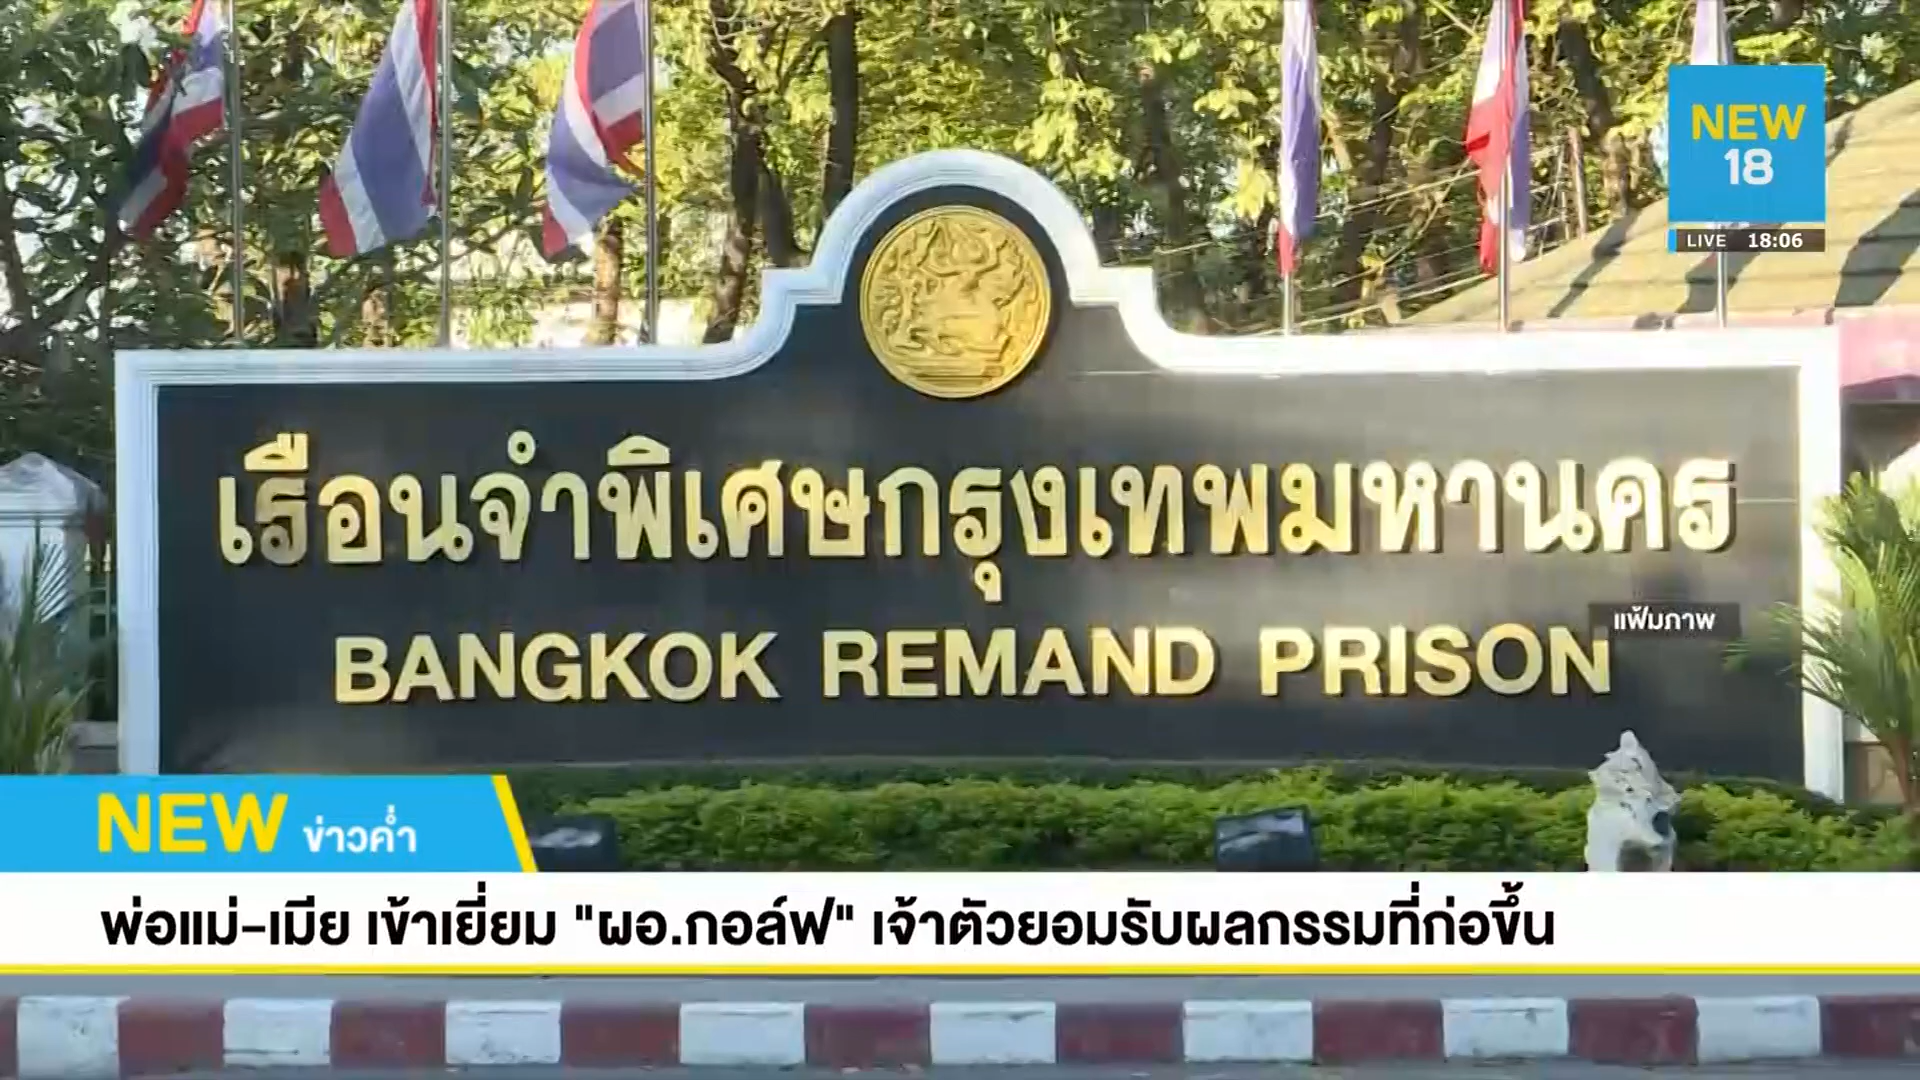 NEW
18
LIVE 18:06
เรือนจำพิเศษกรุงเทพมหานคร
แฟ้มภาพ
BANGKOK REMAND PRISON
NEW ข่าวค่ำ
พ่อแม่-เมีย เข้าเยี่ยม "ผอ.กอล์ฟ" เจ้าตัวยอมรับผลกรรมที่ก่อขึ้น